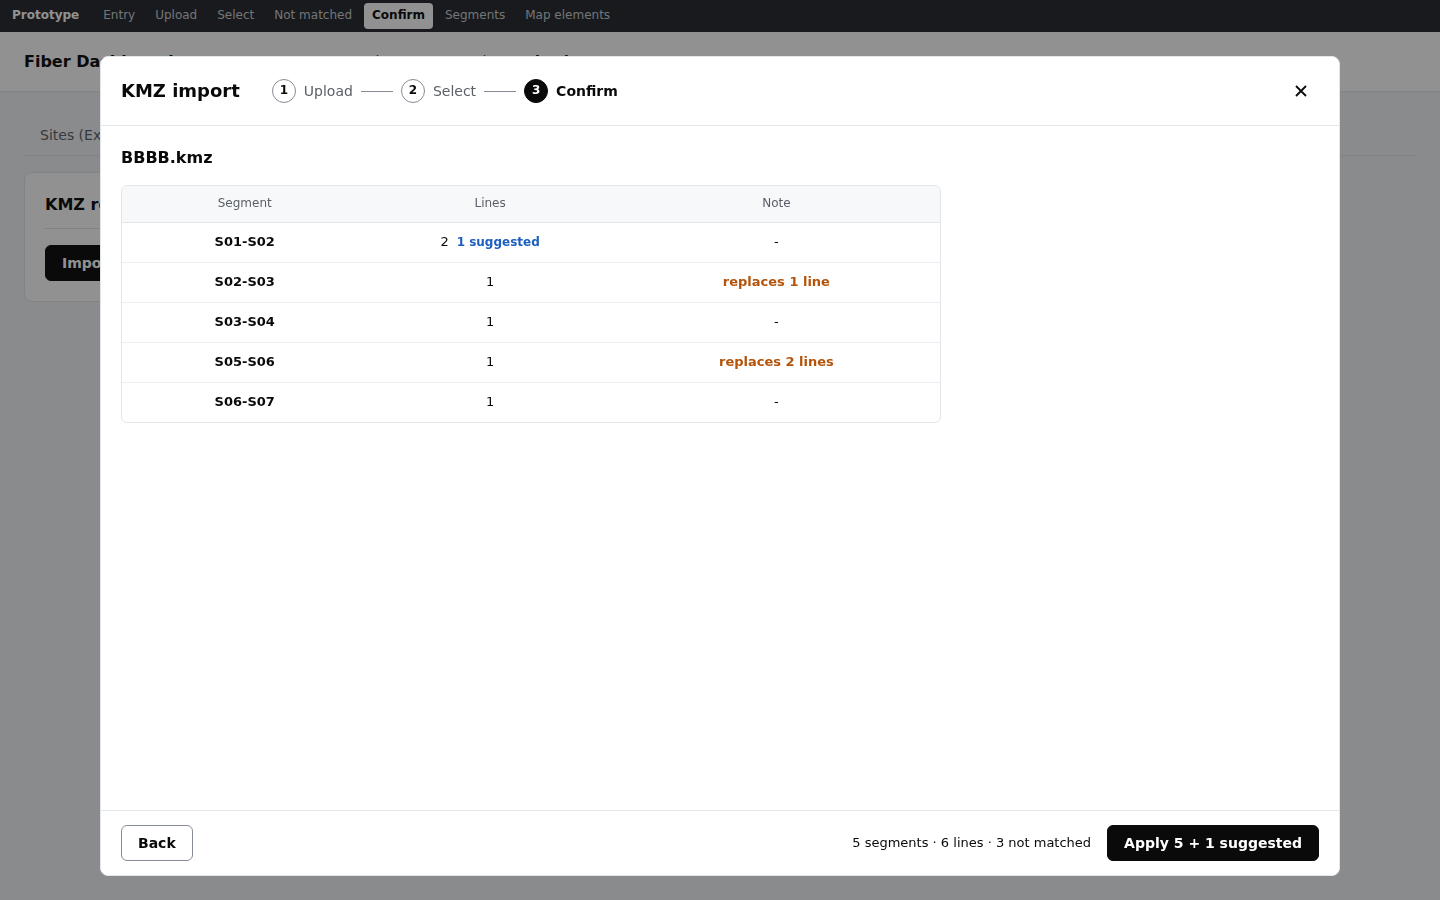 Prototype Entry Upload Select Not matched Confirm Segments Map elements
Fiber
KMZ import 1 Upload 2 Select 3 Confirm ✕
Sites
BBBB.kmz
KMZ
Segment Lines Note
S01-S02 2 1 suggested -
S02-S03 1 replaces 1 line
S03-S04 1 -
S05-S06 1 replaces 2 lines
S06-S07 1 -
Back 5 segments · 6 lines · 3 not matched Apply 5 + 1 suggested